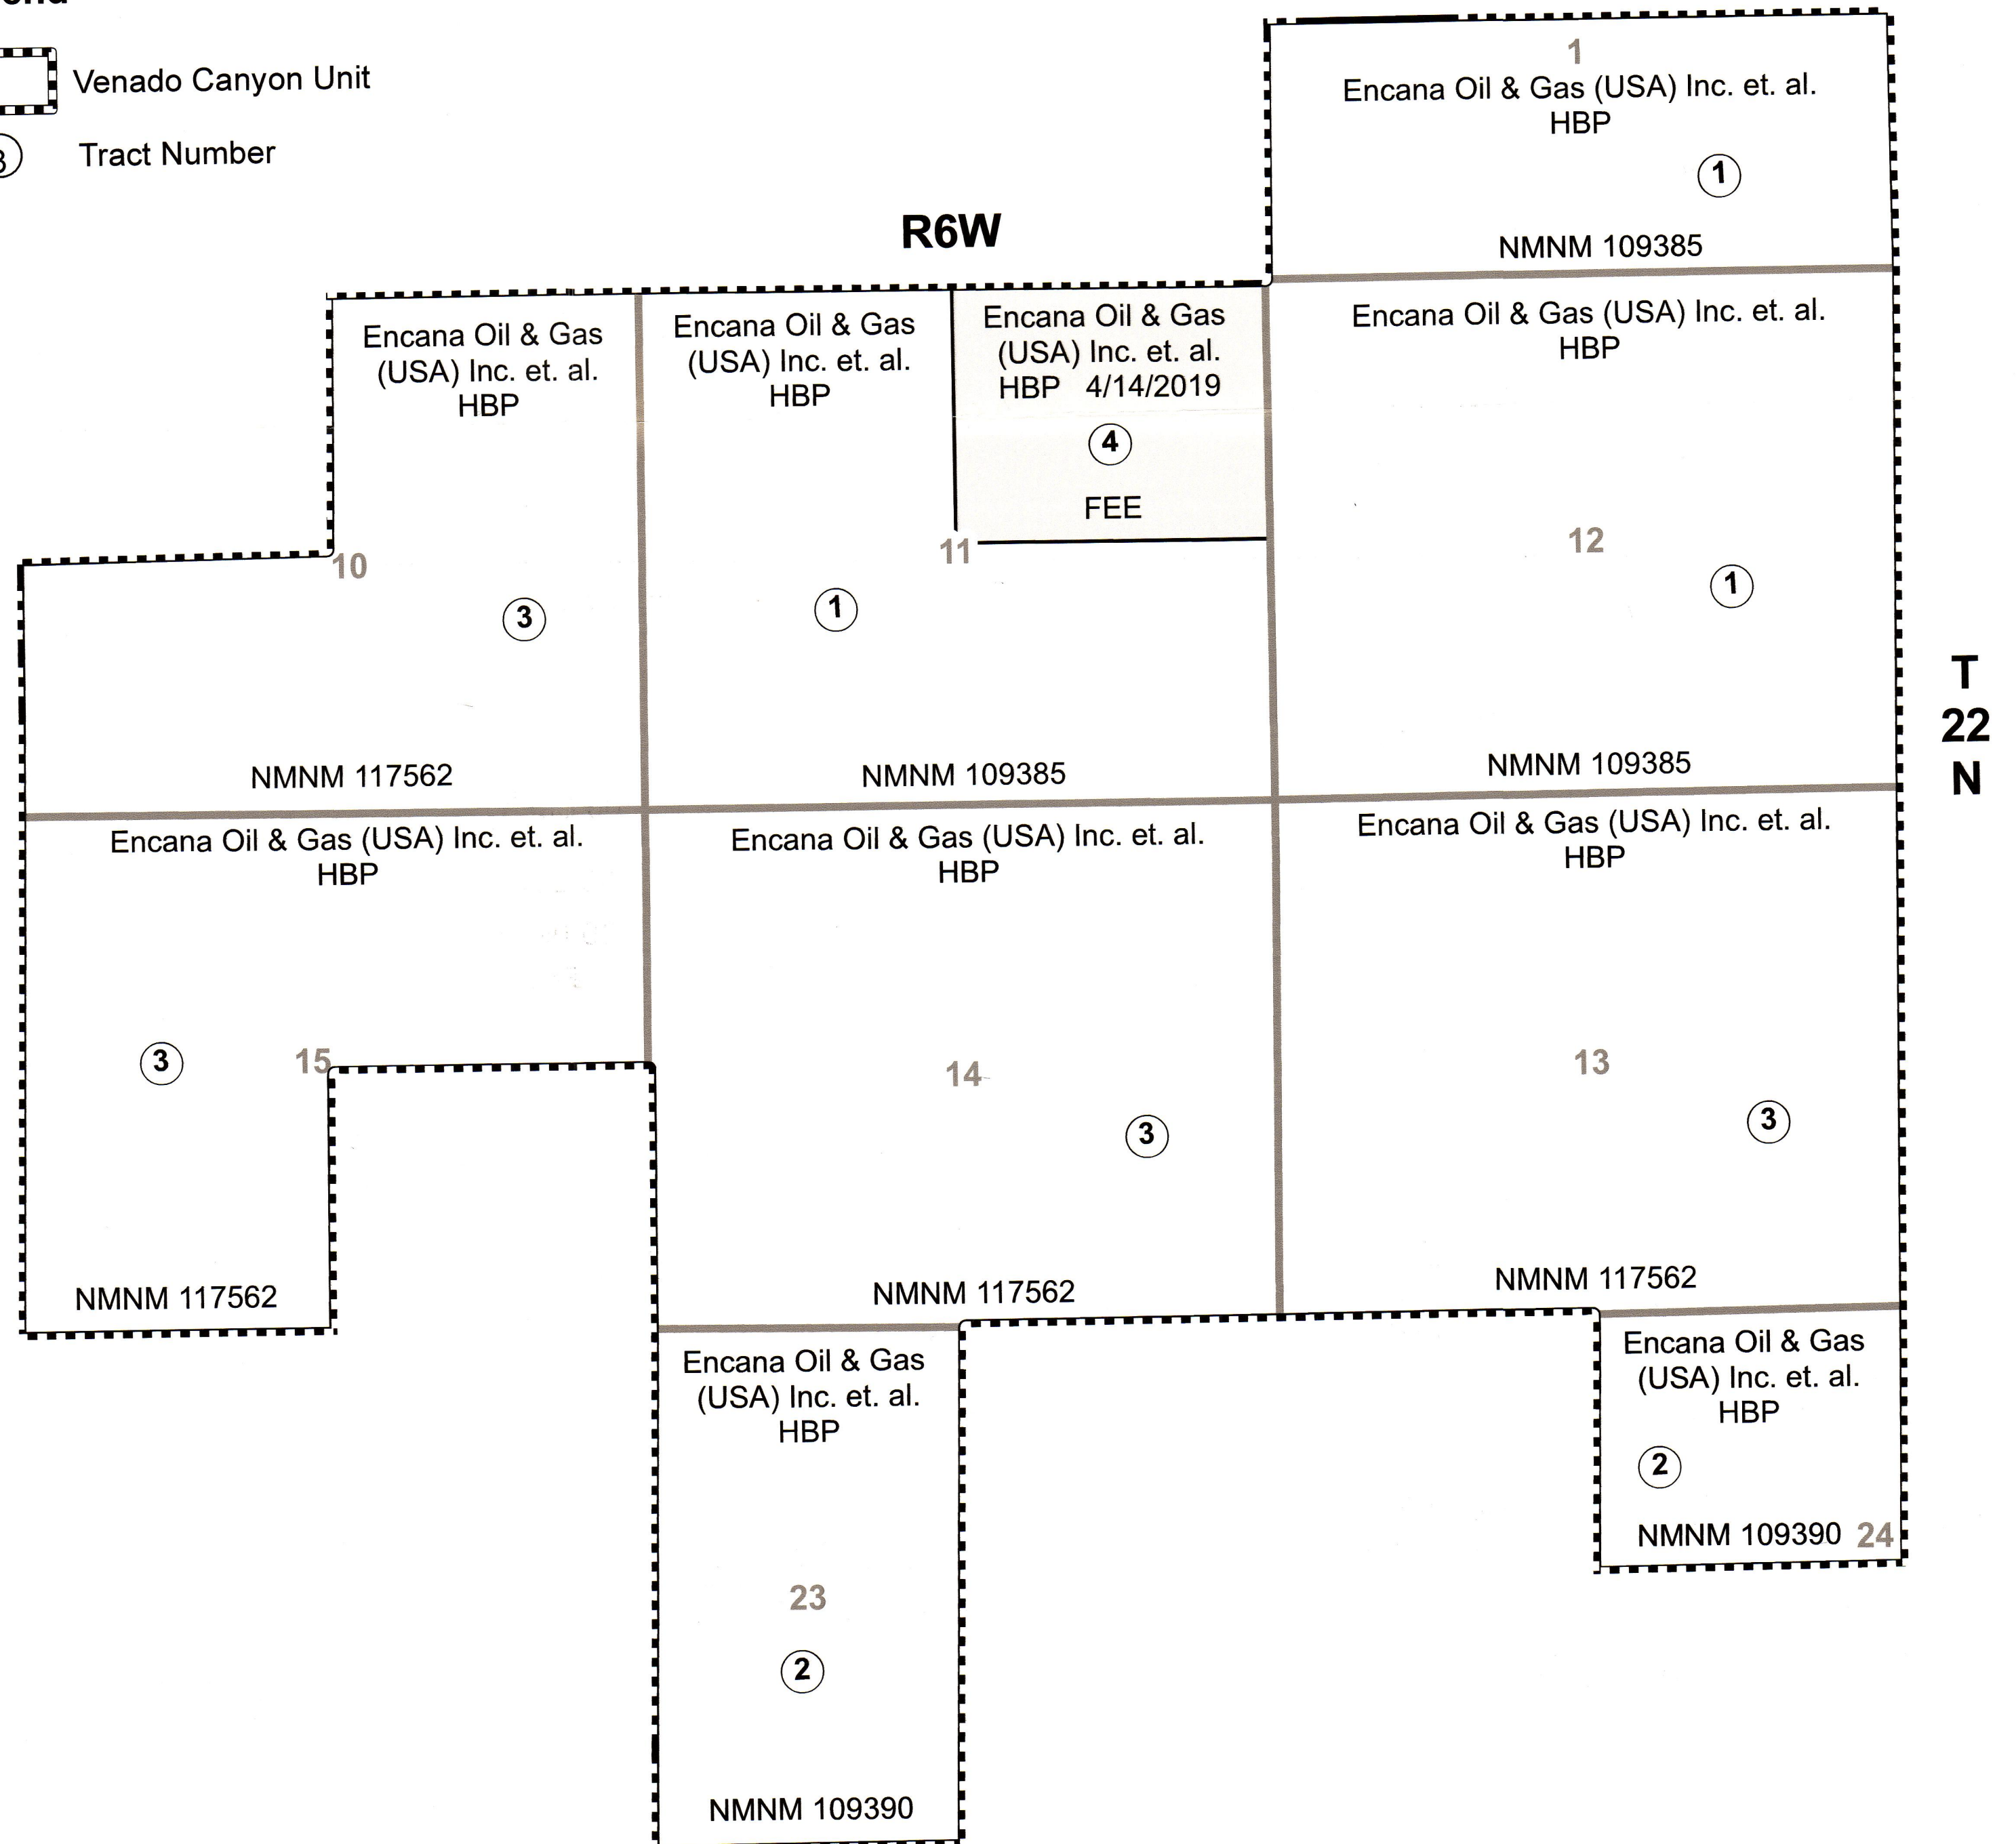 Venado Canyon Unit
3
Tract Number
R6W
1
Encana Oil & Gas (USA) Inc. et. al.
HBP
1
NMNM 109385
Encana Oil & Gas
(USA) Inc. et. al.
HBP
10
3
NMNM 117562
Encana Oil & Gas
(USA) Inc. et. al.
HBP
11
1
NMNM 109385
Encana Oil & Gas
(USA) Inc. et. al.
HBP 4/14/2019
4
FEE
Encana Oil & Gas (USA) Inc. et. al.
HBP
12
1
NMNM 109385
T
22
N
Encana Oil & Gas (USA) Inc. et. al.
HBP
3
15
NMNM 117562
Encana Oil & Gas (USA) Inc. et. al.
HBP
14
3
NMNM 117562
Encana Oil & Gas (USA) Inc. et. al.
HBP
13
3
NMNM 117562
Encana Oil & Gas
(USA) Inc. et. al.
HBP
23
2
NMNM 109390
Encana Oil & Gas
(USA) Inc. et. al.
HBP
2
NMNM 109390 24